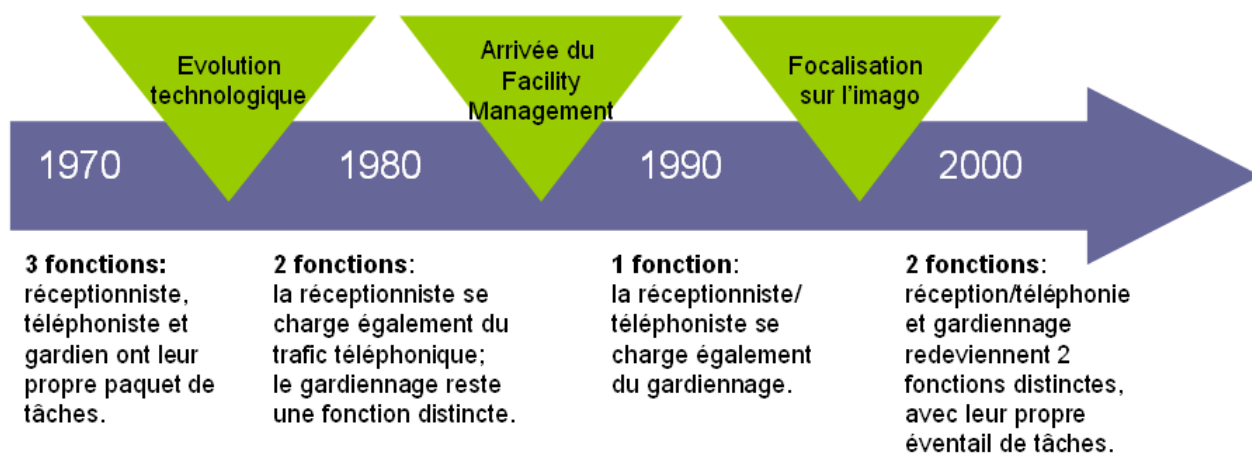 Evolution
technologique
Arrivée du
Facility
Management
Focalisation
sur l'imago
1970
1980
1990
2000
3 fonctions:
réceptionniste,
téléphoniste et
gardien ont leur
propre paquet de
tâches.
2 fonctions:
la réceptionniste se
charge également du
trafic téléphonique;
le gardiennage reste
une fonction distincte.
1 fonction:
la réceptionniste/
téléphoniste se
charge également
du gardiennage.
2 fonctions:
réception/téléphonie
et gardiennage
redeviennent 2
fonctions distinctes,
avec leur propre
éventail de tâches.